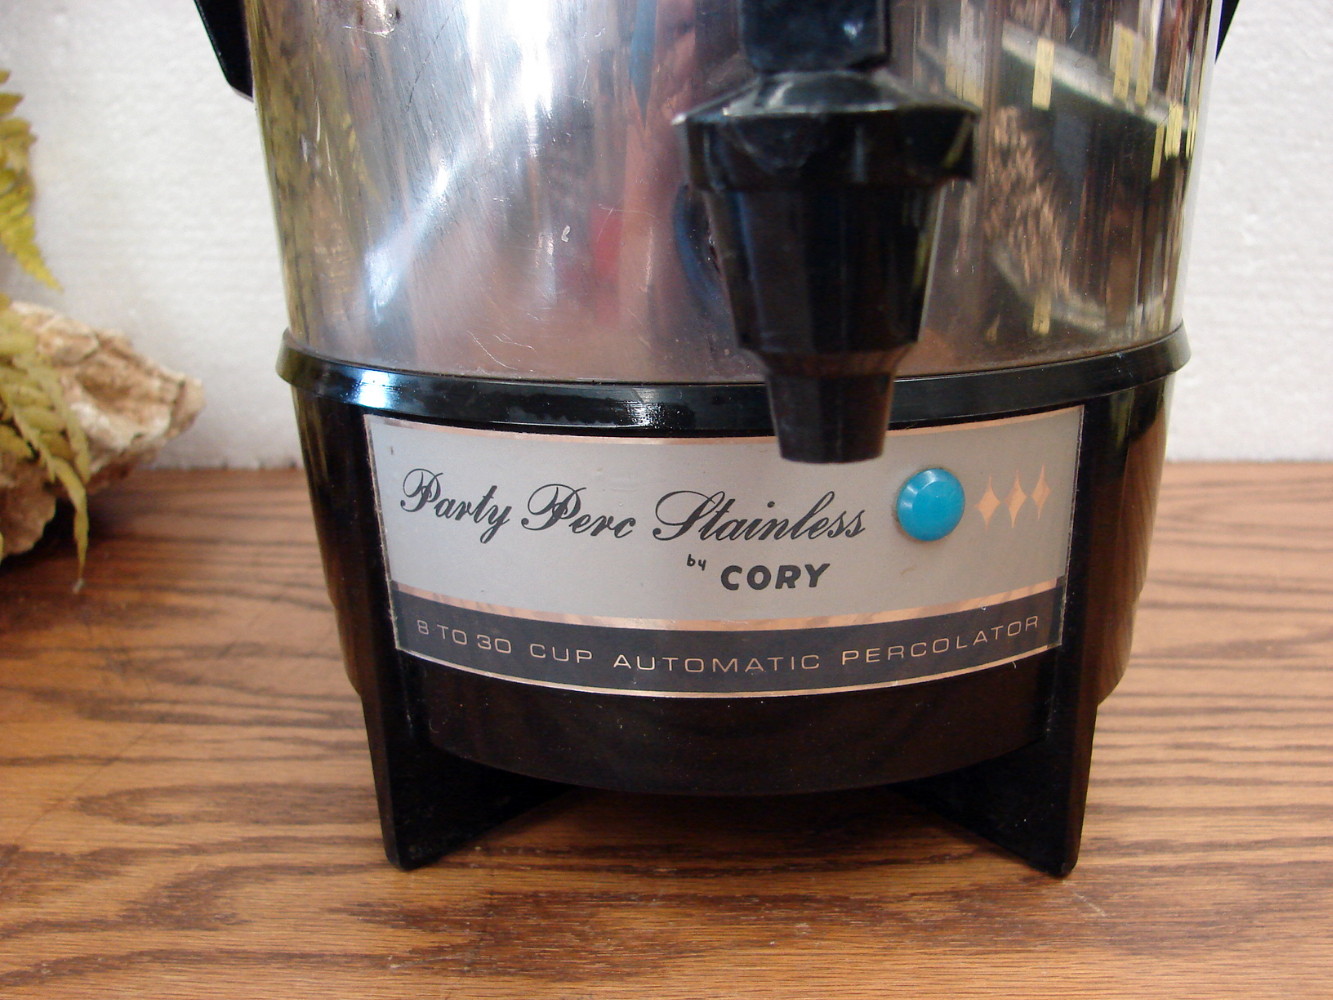 Party Perc Stainless
by CORY
8 TO 30 CUP AUTOMATIC PERCOLATOR